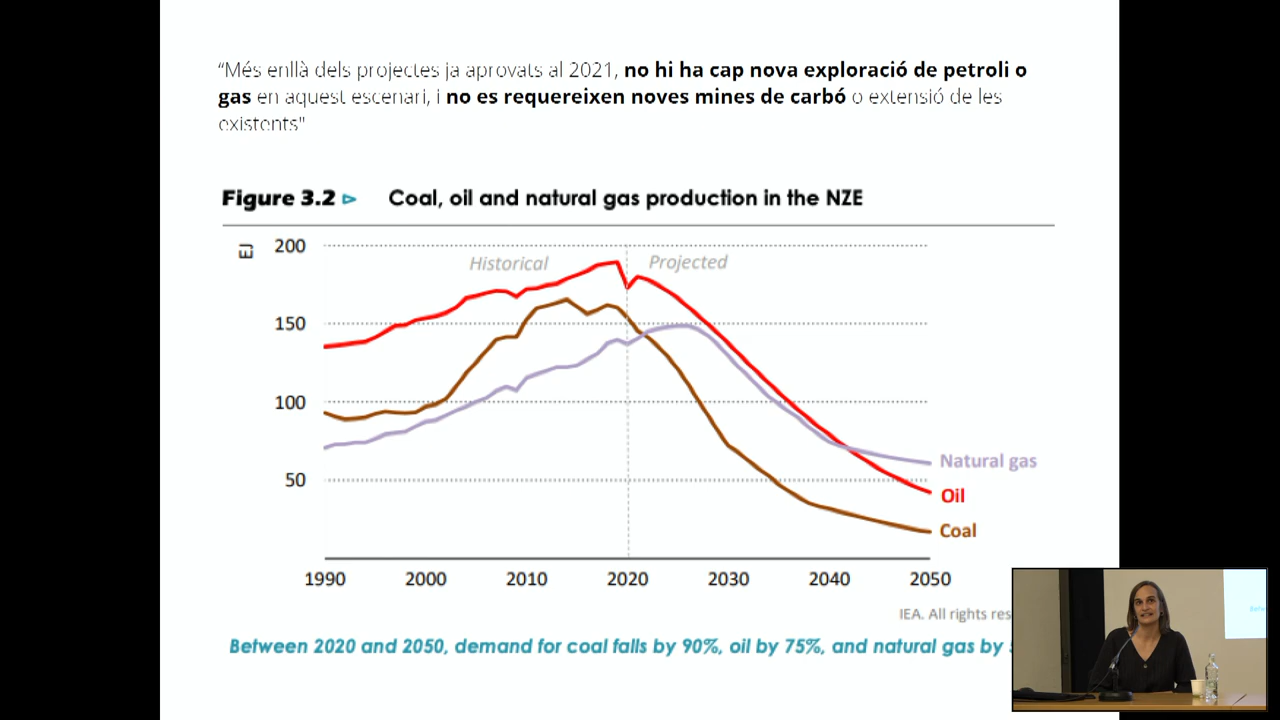 “Més enllà dels projectes ja aprovats al 2021, no hi ha cap nova exploració de petroli o
gas en aquest escenari, i no es requereixen noves mines de carbó o extensió de les
existents"
Figure 3.2 ▷ Coal, oil and natural gas production in the NZE
EJ
200
Historical
Projected
150
100
50
Natural gas
Oil
Coal
1990 2000 2010 2020 2030 2040 2050
IEA. All rights res
Between 2020 and 2050, demand for coal falls by 90%, oil by 75%, and natural gas by